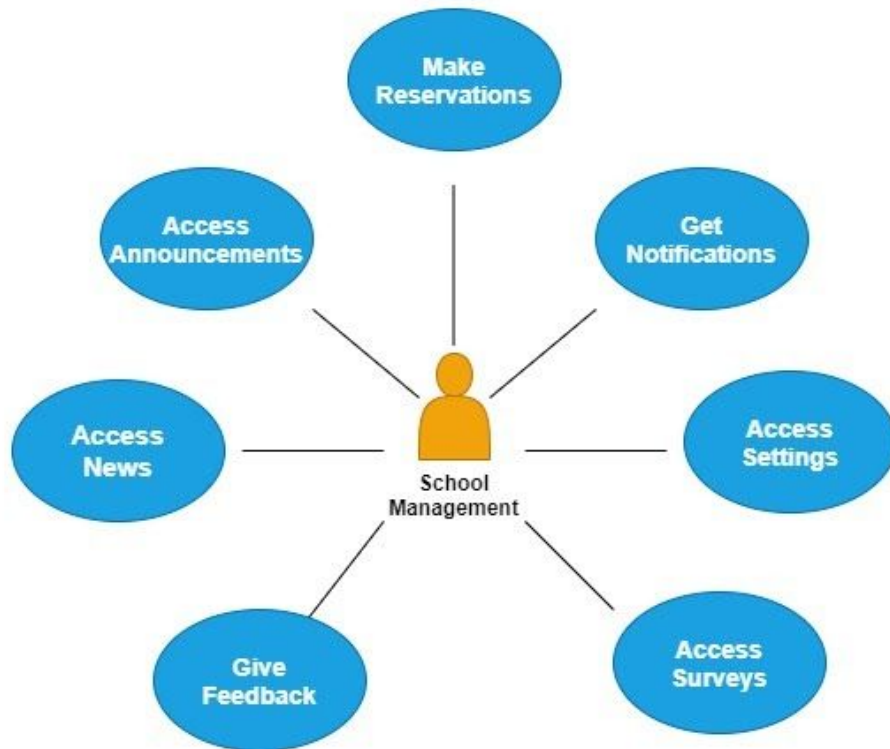 Make
Reservations
Access
Announcements
Get
Notifications
Access
News
School
Management
Access
Settings
Give
Feedback
Access
Surveys